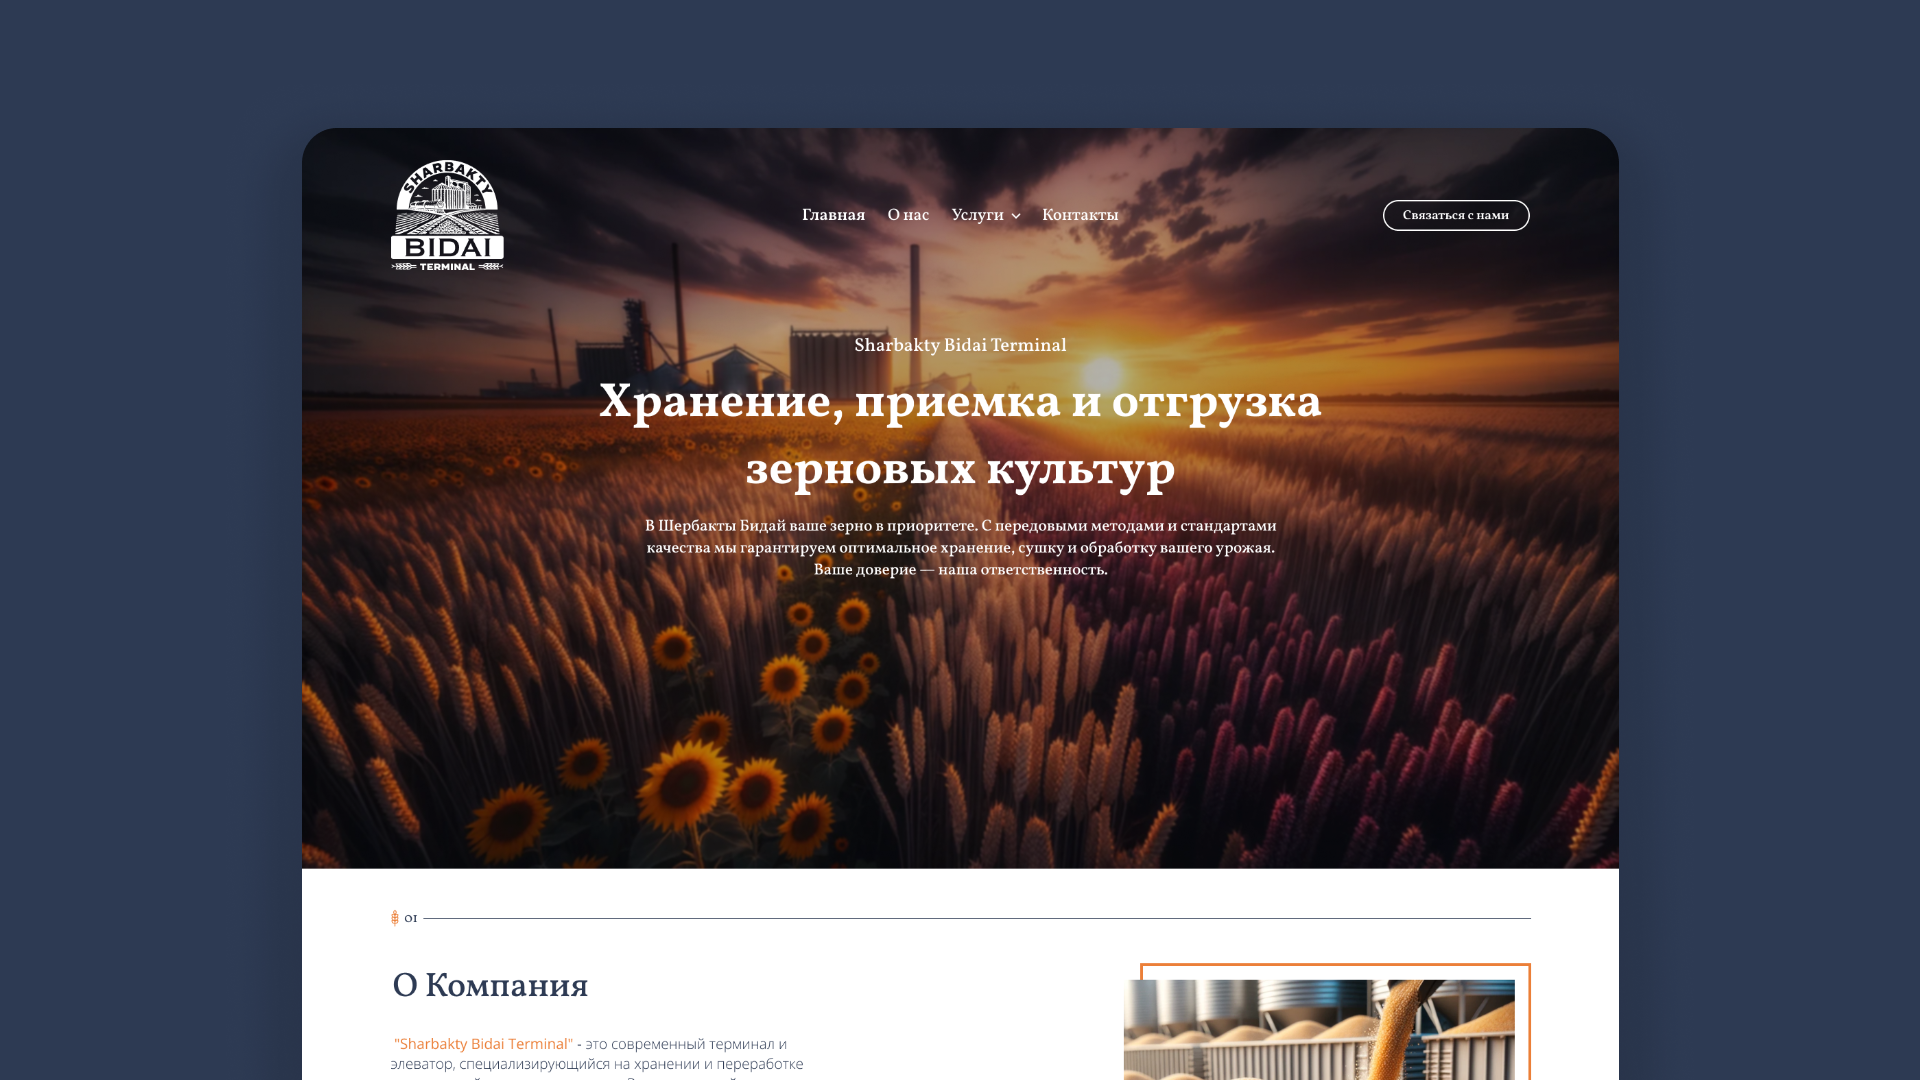 SHARBAKTY
BIDAI
TERMINAL
Главная О нас Услуги Контакты
Связаться с нами
Sharbakty Bidai Terminal
Хранение, приемка и отгрузка
зерновых культур
В Шербакты Бидай ваше зерно в приоритете. С передовыми методами и стандартами
качества мы гарантируем оптимальное хранение, сушку и обработку вашего урожая.
Ваше доверие — наша ответственность.
01
О Компания
"Sharbakty Bidai Terminal" - это современный терминал и
элеватор, специализирующийся на хранении и переработке